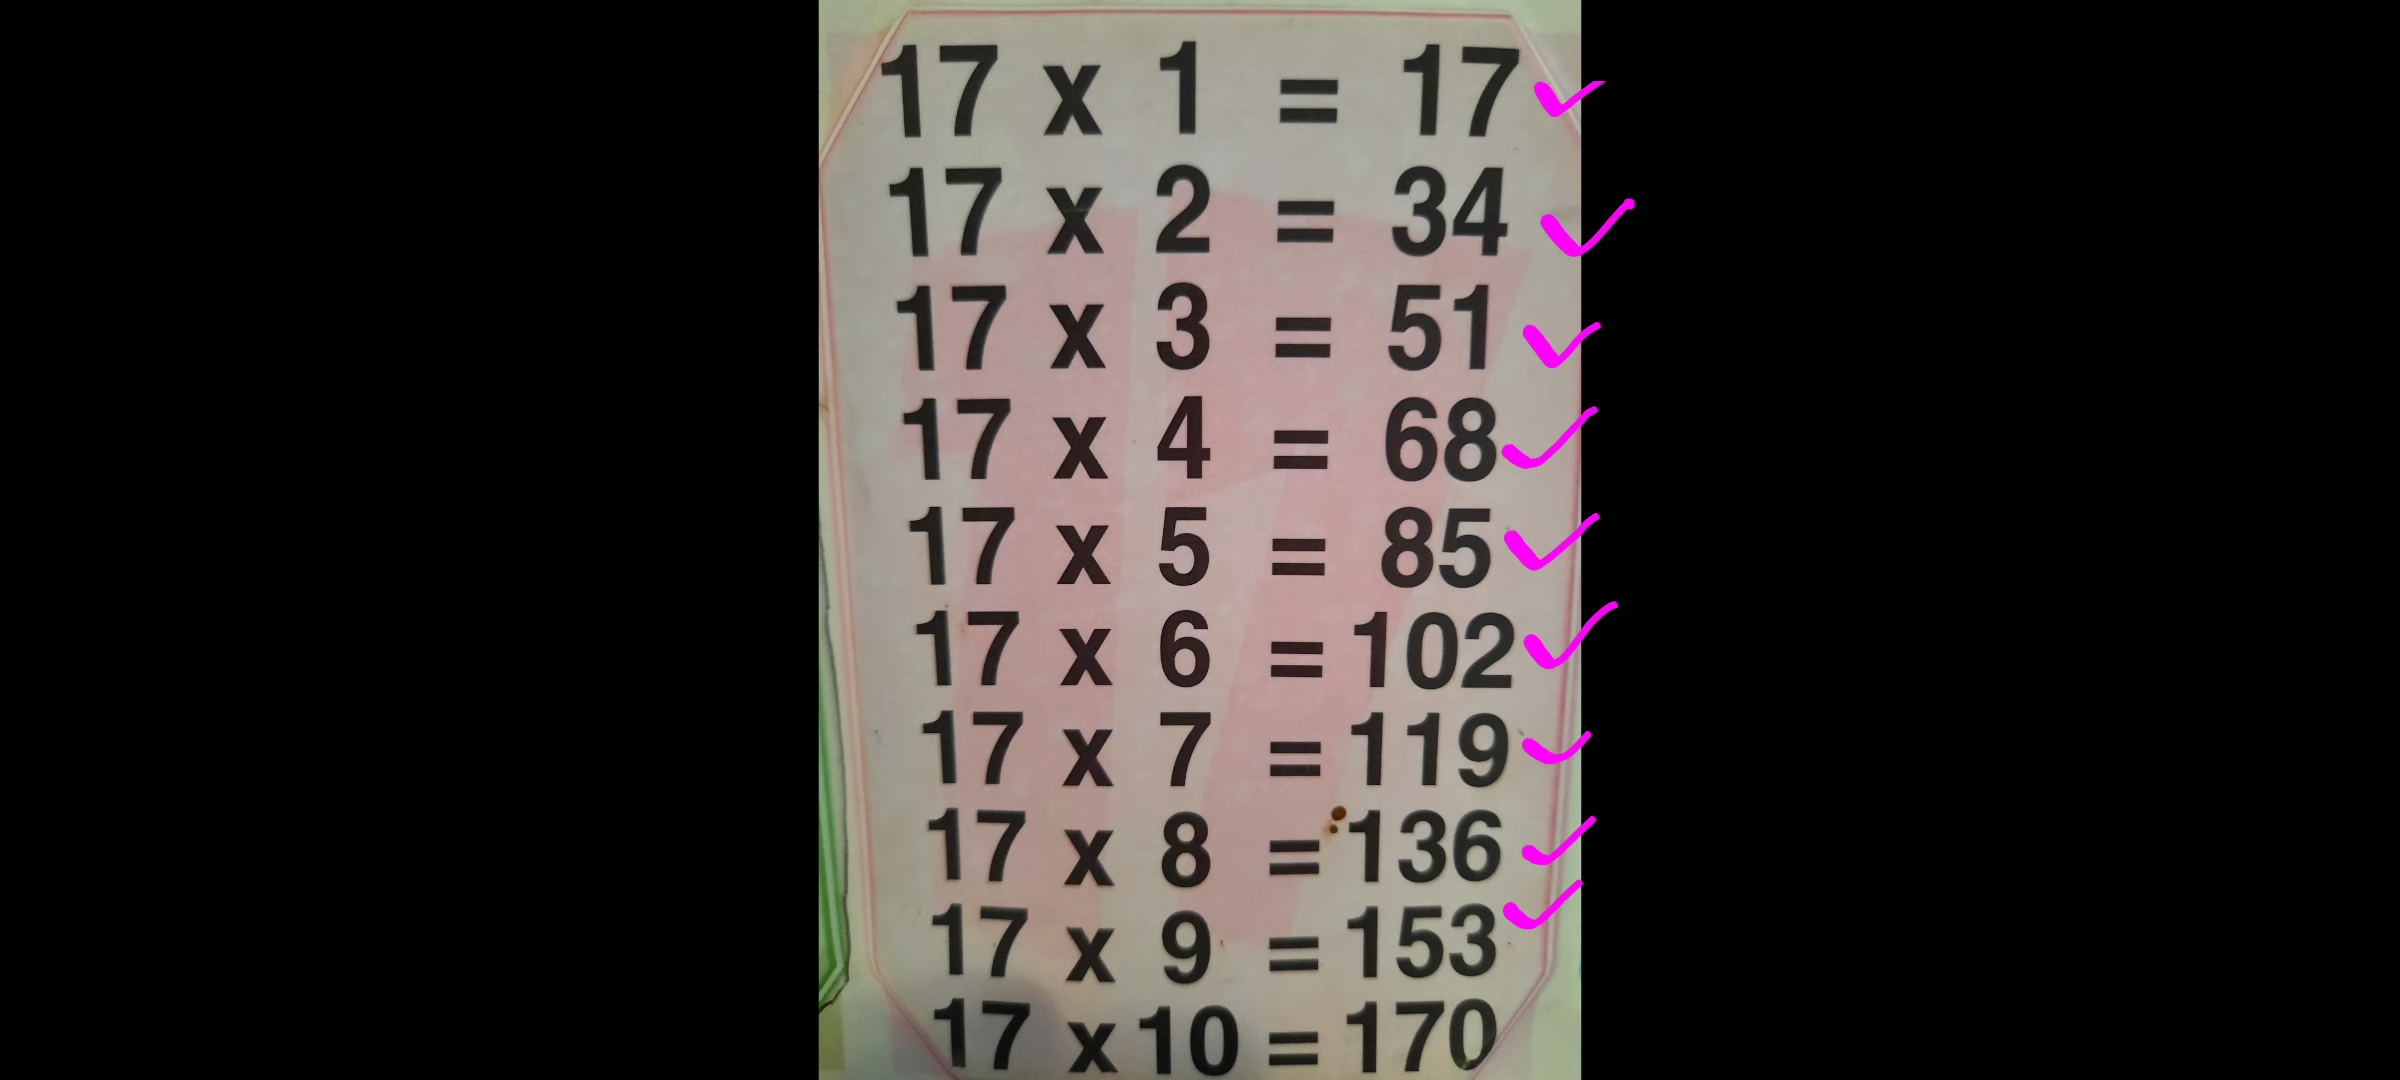 17 x 1 = 17
17 x 2 = 34
17 x 3 = 51
17 x 4 = 68
17 x 5 = 85
17 x 6 = 102
17 x 7 = 119
17 x 8 = 136
17 x 9 = 153
17 x 10 = 170